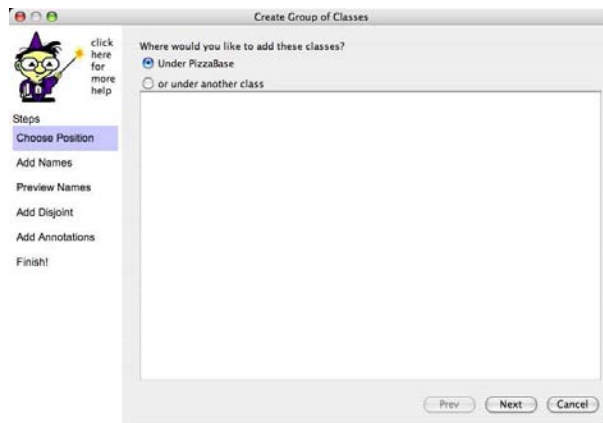 Create Group of Classes
click
here
for
more
help
Steps
Choose Position
Add Names
Preview Names
Add Disjoint
Add Annotations
Finish!
Where would you like to add these classes?
Under PizzaBase
or under another class
Prev
Next
Cancel